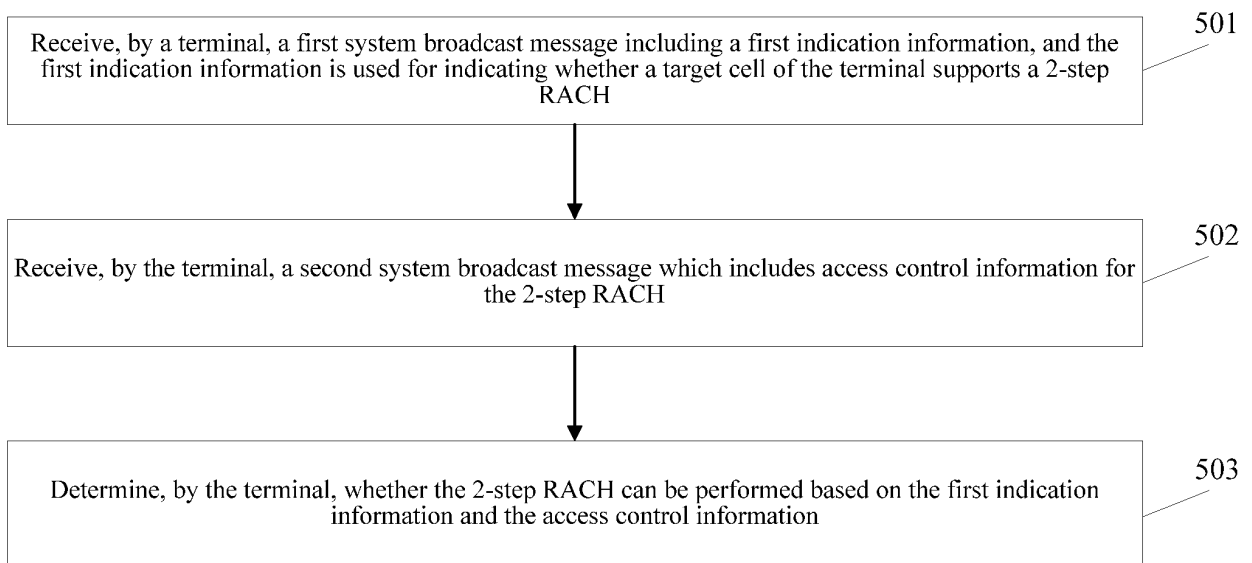 501
Receive, by a terminal, a first system broadcast message including a first indication information, and the
first indication information is used for indicating whether a target cell of the terminal supports a 2-step
RACH
502
Receive, by the terminal, a second system broadcast message which includes access control information for
the 2-step RACH
503
Determine, by the terminal, whether the 2-step RACH can be performed based on the first indication
information and the access control information